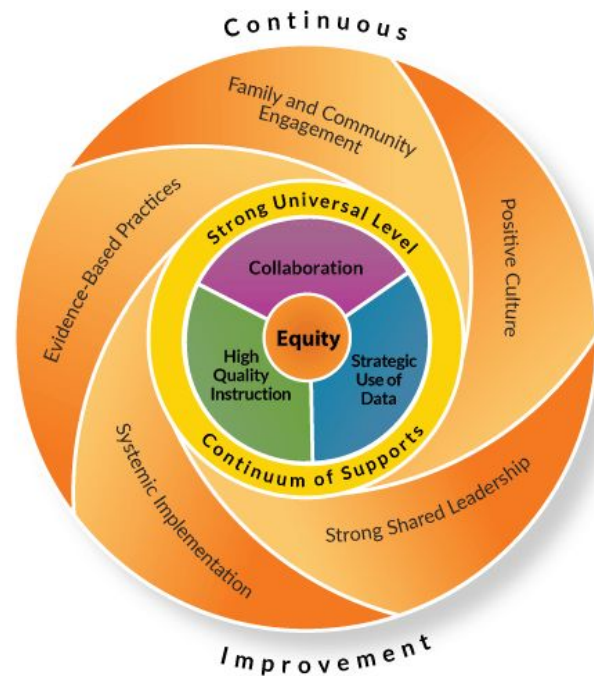 Continuous
Family and Community
Engagement
Positive Culture
Evidence-Based Practices
Strong Universal Level
Collaboration
Equity
High
Quality
Instruction
Strategic
Use of
Data
Continuum of Supports
Systemic Implementation
Strong Shared Leadership
Improvement